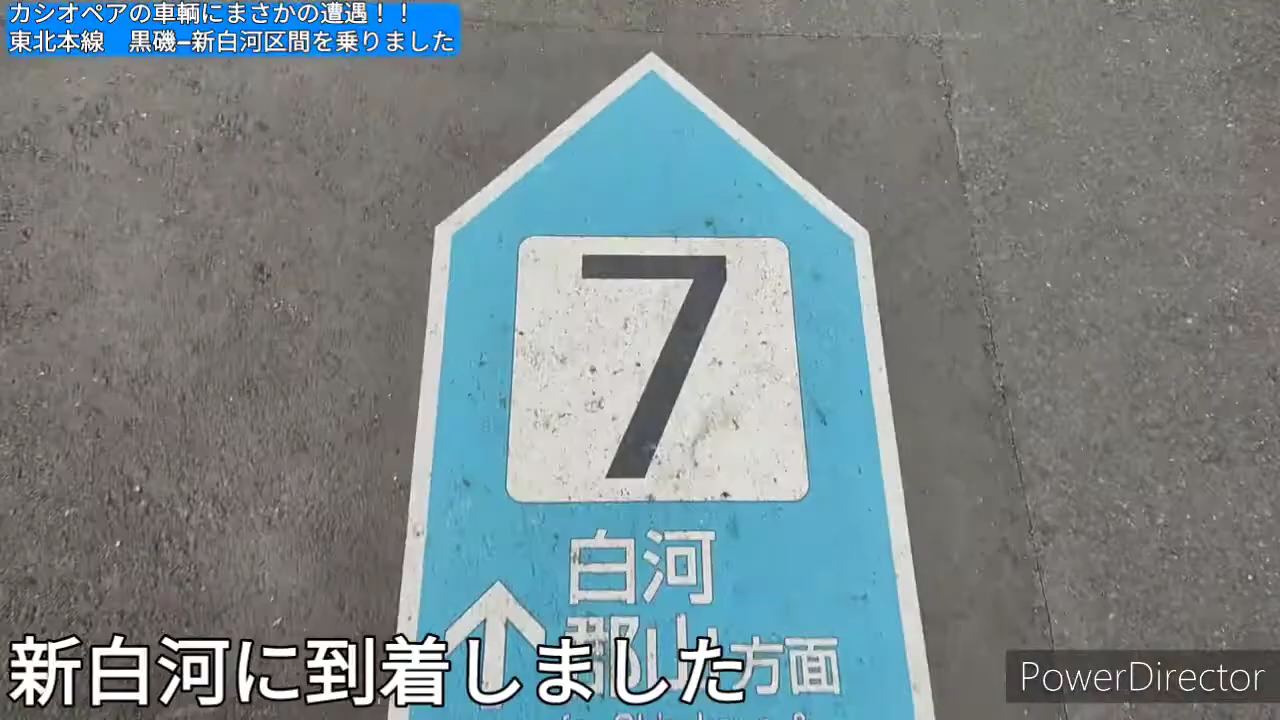 カシオペアの車輌にまさかの遭遇！！
東北本線　黒磯−新白河区間を乗りました
7
白河
郡山方面
新白河に到着しました
PowerDirector